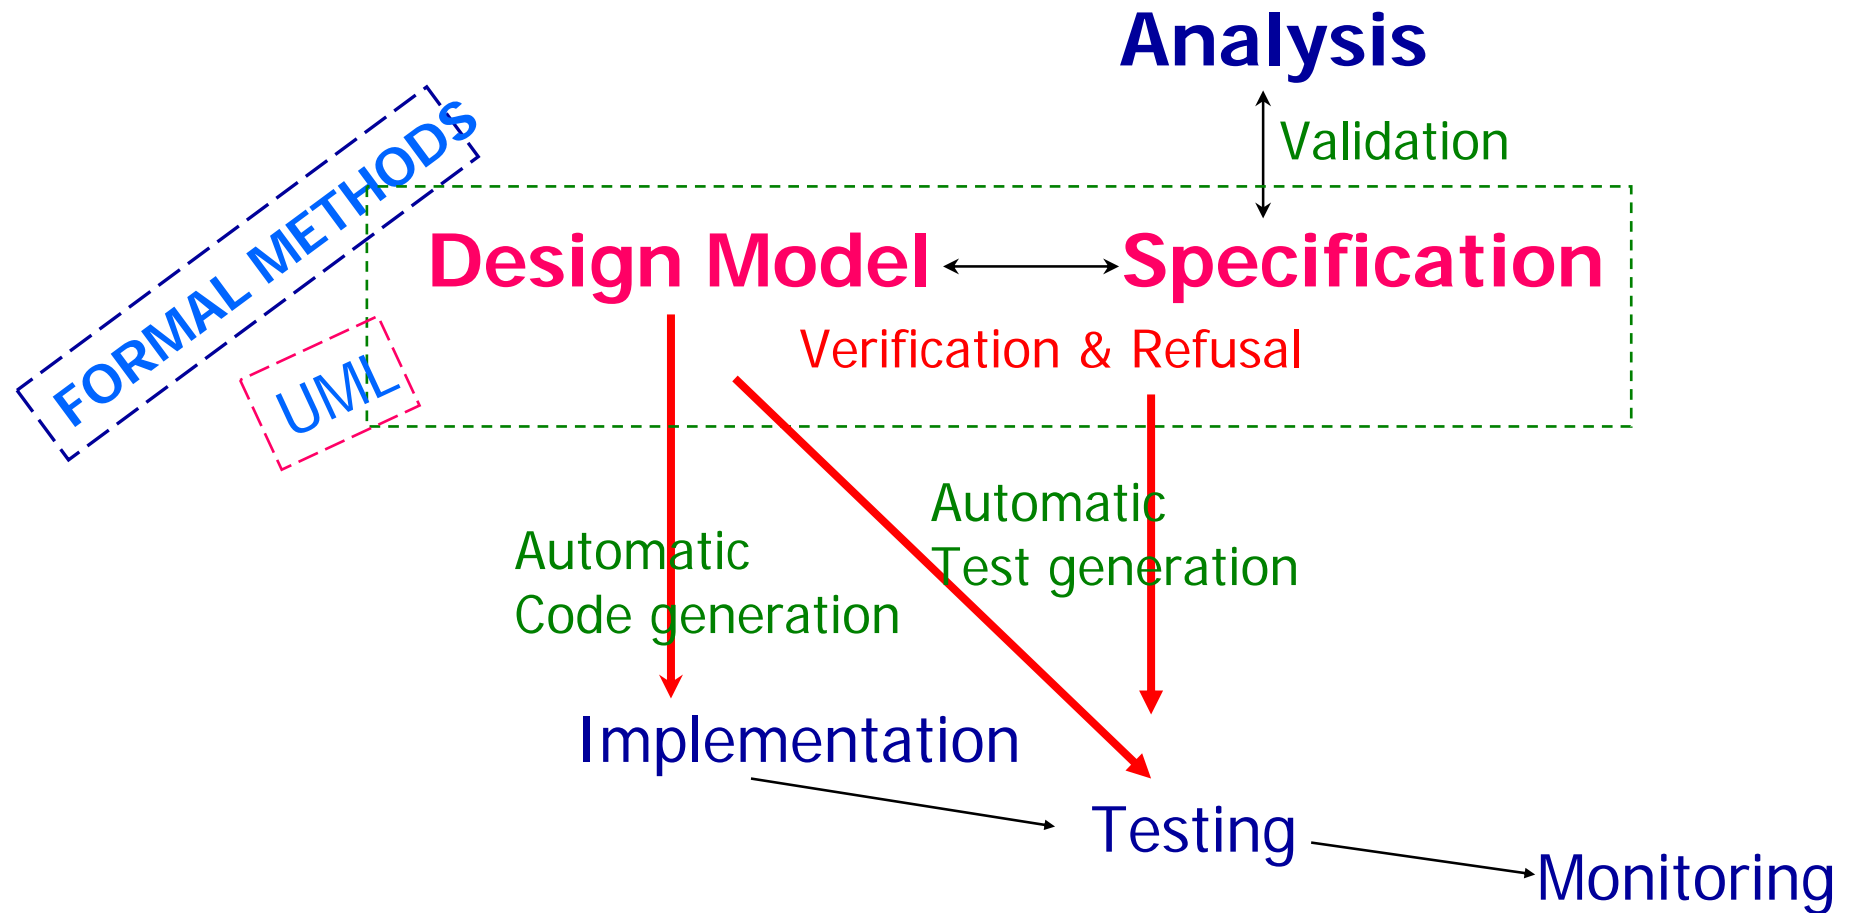 Analysis
Validation
FORMAL METHODS
Design Model
Specification
Verification & Refusal
UML
Automatic
Code generation
Automatic
Test generation
Implementation
Testing
Monitoring